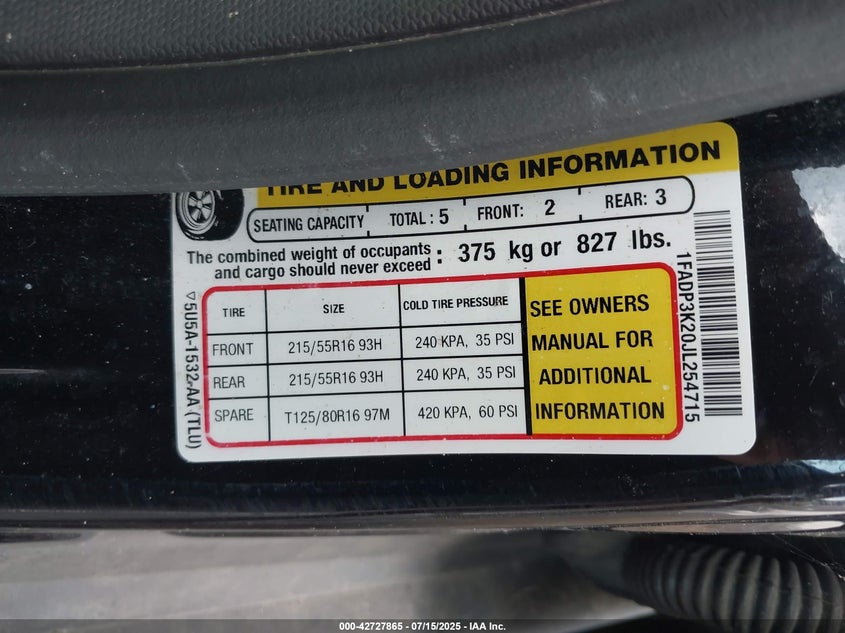 TIRE AND LOADING INFORMATION
SEATING CAPACITY TOTAL : 5 FRONT: 2 REAR: 3
The combined weight of occupants
and cargo should never exceed : 375 kg or 827 lbs.
TIRE SIZE COLD TIRE PRESSURE
FRONT 215/55R16 93H 240 KPA, 35 PSI
REAR 215/55R16 93H 240 KPA, 35 PSI
SPARE T125/80R16 97M 420 KPA, 60 PSI
SEE OWNERS
MANUAL FOR
ADDITIONAL
INFORMATION
5U5A-1532-AA (TLU)
1FADP3K20JL254715
000-42727865 - 07/15/2025 - IAA Inc.